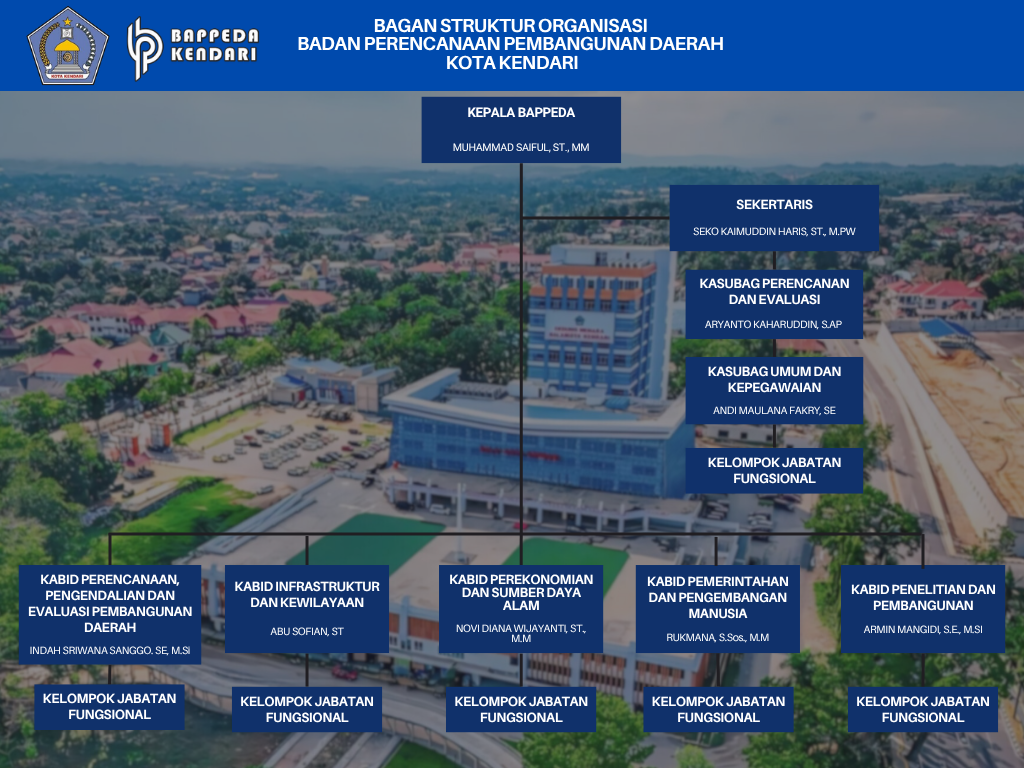 KOTA KENDARI
BAPPEDA
KENDARI
BAGAN STRUKTUR ORGANISASI
BADAN PERENCANAAN PEMBANGUNAN DAERAH
KOTA KENDARI
KEPALA BAPPEDA
MUHAMMAD SAIFUL, ST., MM
SEKERTARIS
SEKO KAIMUDDIN HARIS, ST., M.PW
KASUBAG PERENCANAN
DAN EVALUASI
ARYANTO KAHARUDDIN, S.AP
KASUBAG UMUM DAN
KEPEGAWAIAN
ANDI MAULANA FAKRY, SE
KELOMPOK JABATAN
FUNGSIONAL
KABID PERENCANAAN,
PENGENDALIAN DAN
EVALUASI PEMBANGUNAN
DAERAH
INDAH SRIWANA SANGGO. SE, M.Si
KELOMPOK JABATAN
FUNGSIONAL
KABID INFRASTRUKTUR
DAN KEWILAYAAN
ABU SOFIAN, ST
KELOMPOK JABATAN
FUNGSIONAL
KABID PEREKONOMIAN
DAN SUMBER DAYA
ALAM
NOVI DIANA WIJAYANTI, ST.,
M.M
KELOMPOK JABATAN
FUNGSIONAL
KABID PEMERINTAHAN
DAN PENGEMBANGAN
MANUSIA
RUKMANA, S.Sos., M.M
KELOMPOK JABATAN
FUNGSIONAL
KABID PENELITIAN DAN
PEMBANGUNAN
ARMIN MANGIDI, S.E., M.SI
KELOMPOK JABATAN
FUNGSIONAL